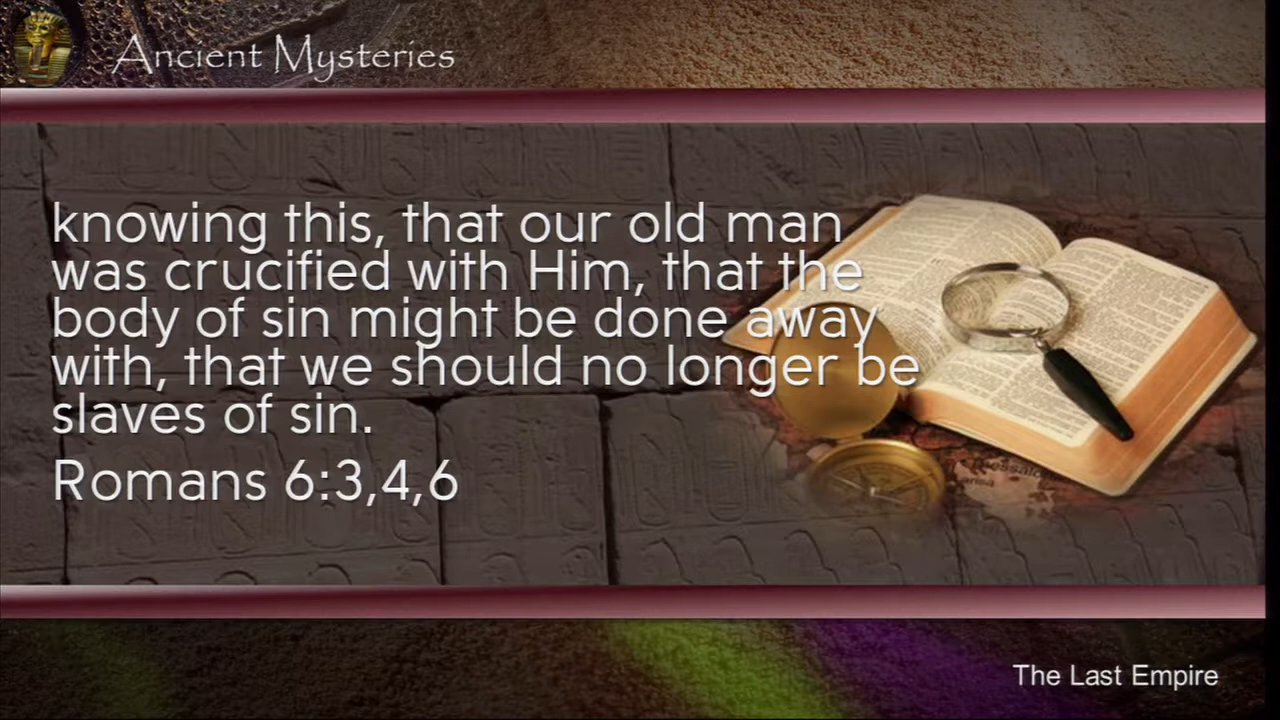 Ancient Mysteries
knowing this, that our old man
was crucified with Him, that the
body of sin might be done away
with, that we should no longer be
slaves of sin.
Romans 6:3,4,6
The Last Empire